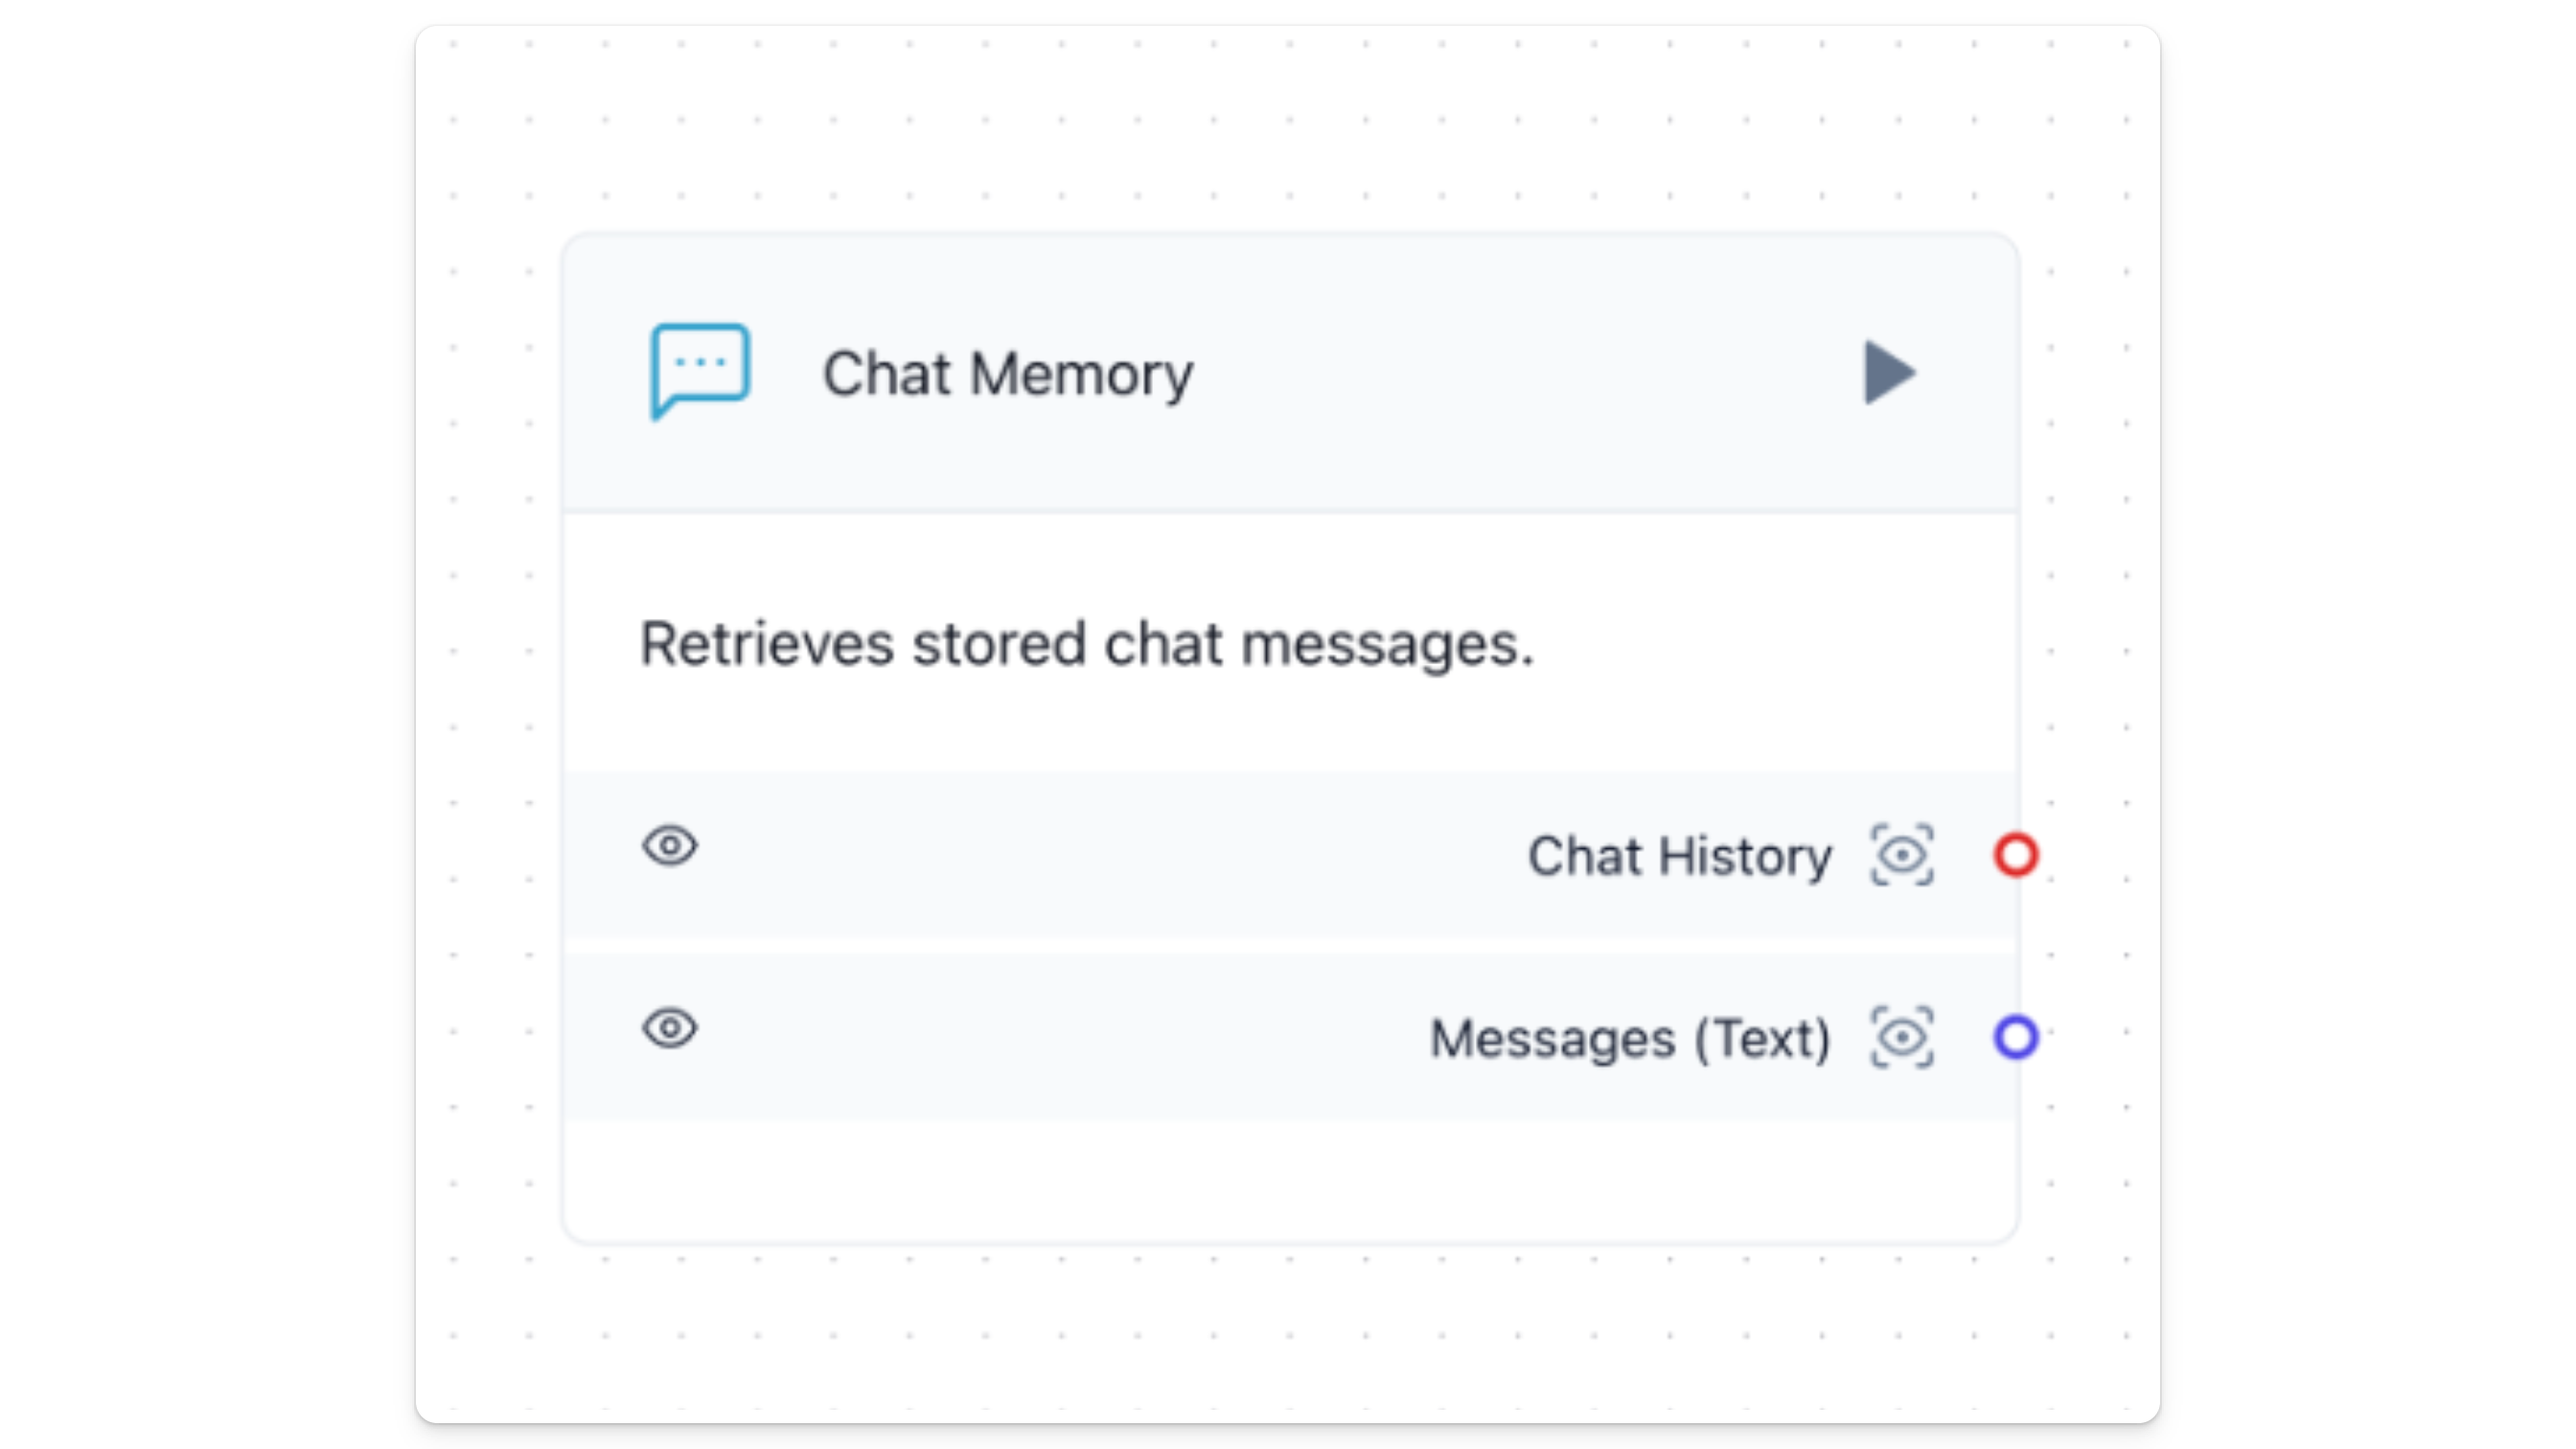 Chat Memory
Retrieves stored chat messages.
Chat History
Messages (Text)